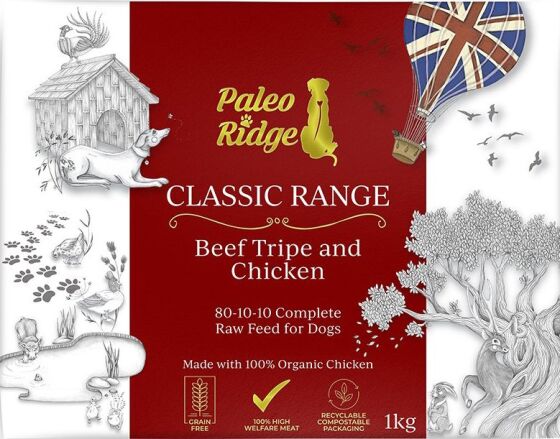 Paleo
Ridge
CLASSIC RANGE
Beef Tripe and
Chicken
80-10-10 Complete
Raw Feed for Dogs
Made with 100% Organic Chicken
GRAIN
FREE
100% HIGH
WELFARE MEAT
RECYCLABLE
COMPOSTABLE
PACKAGING
1kg